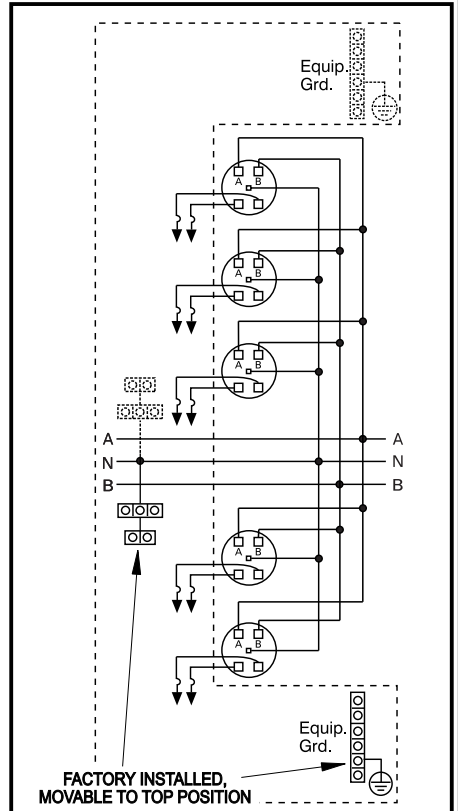 Equip.
Grd.
A B
A B
A B
A A
N N
B B
A B
A B
Equip.
Grd.
FACTORY INSTALLED,
MOVABLE TO TOP POSITION